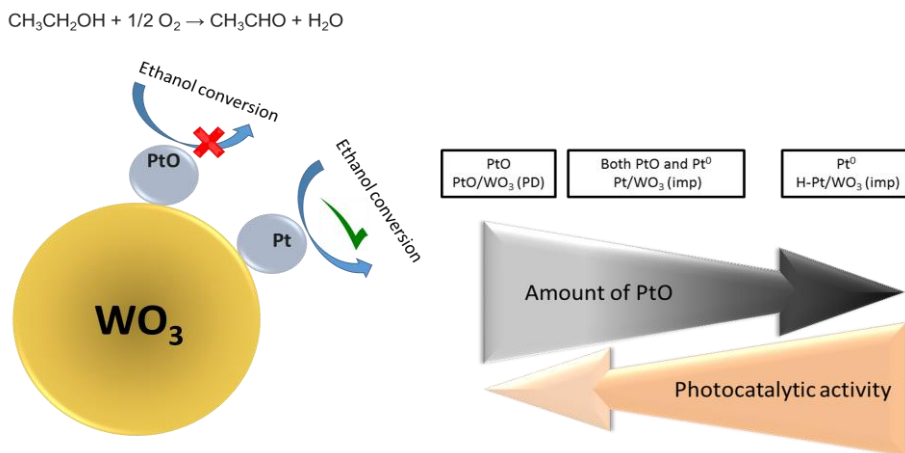 CH₃CH₂OH + 1/2 O₂ → CH₃CHO + H₂O
Ethanol conversion
PtO
Ethanol conversion
Pt
WO₃
PtO
PtO/WO₃ (PD)
Both PtO and Pt⁰
Pt/WO₃ (imp)
Pt⁰
H-Pt/WO₃ (imp)
Amount of PtO
Photocatalytic activity